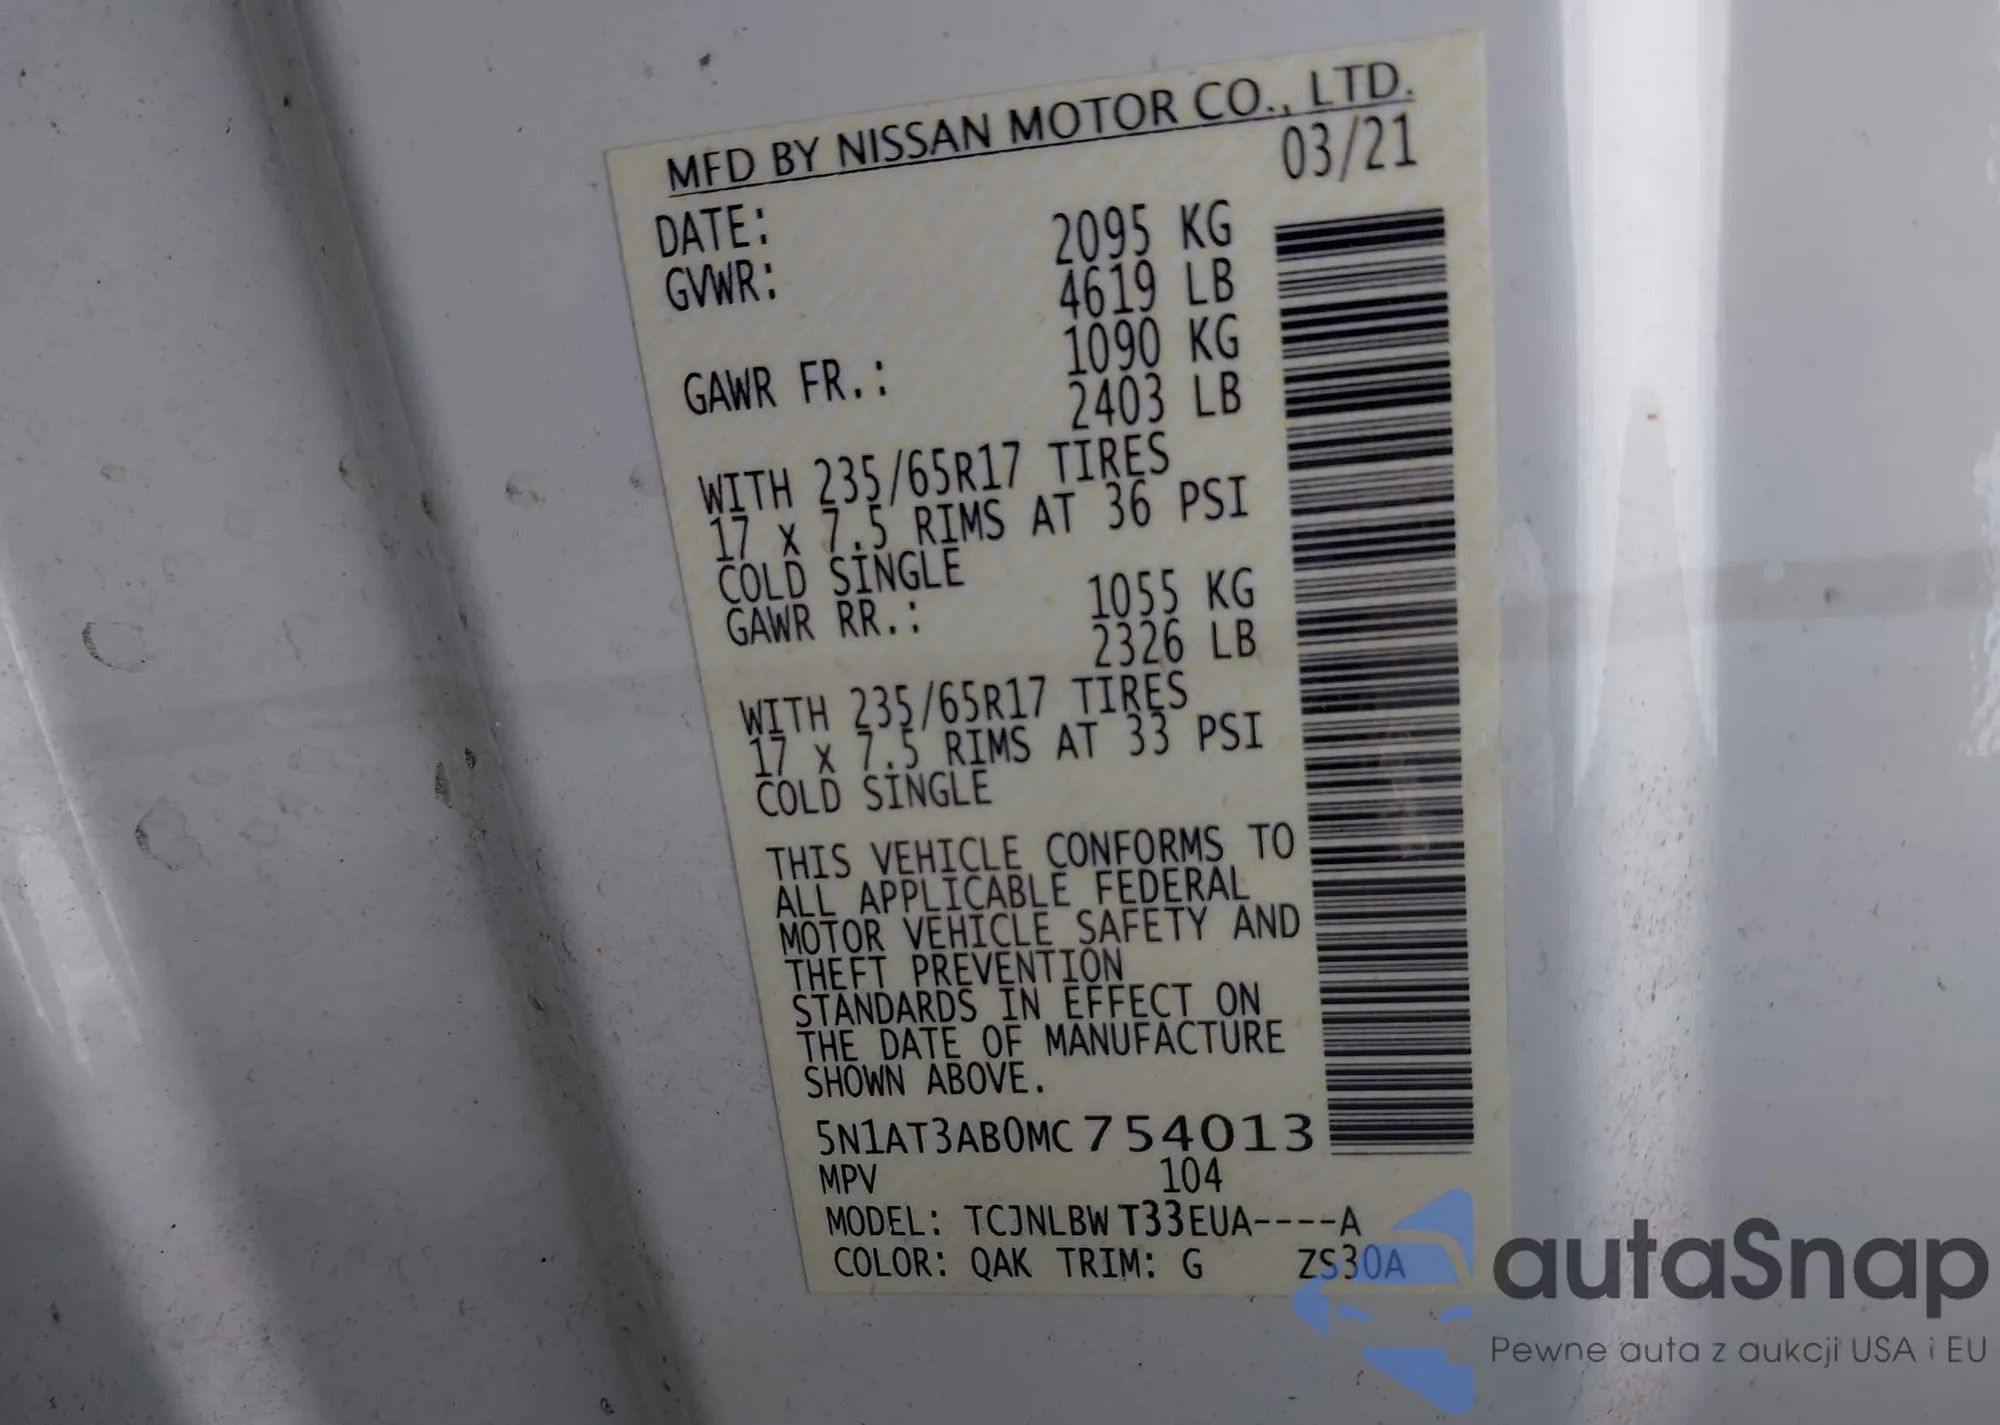 MFD BY NISSAN MOTOR CO., LTD.
DATE: 03/21
GVWR: 2095 KG
4619 LB
GAWR FR.: 1090 KG
2403 LB
WITH 235/65R17 TIRES
17 x 7.5 RIMS AT 36 PSI
COLD SINGLE
GAWR RR.: 1055 KG
2326 LB
WITH 235/65R17 TIRES
17 x 7.5 RIMS AT 33 PSI
COLD SINGLE
THIS VEHICLE CONFORMS TO
ALL APPLICABLE FEDERAL
MOTOR VEHICLE SAFETY AND
THEFT PREVENTION
STANDARDS IN EFFECT ON
THE DATE OF MANUFACTURE
SHOWN ABOVE.
5N1AT3AB0MC754013
MPV 104
MODEL: TCJNLBWT33EUA----A
COLOR: QAK TRIM: G ZS30A
autaSnap
Pewne auta z aukcji USA i EU